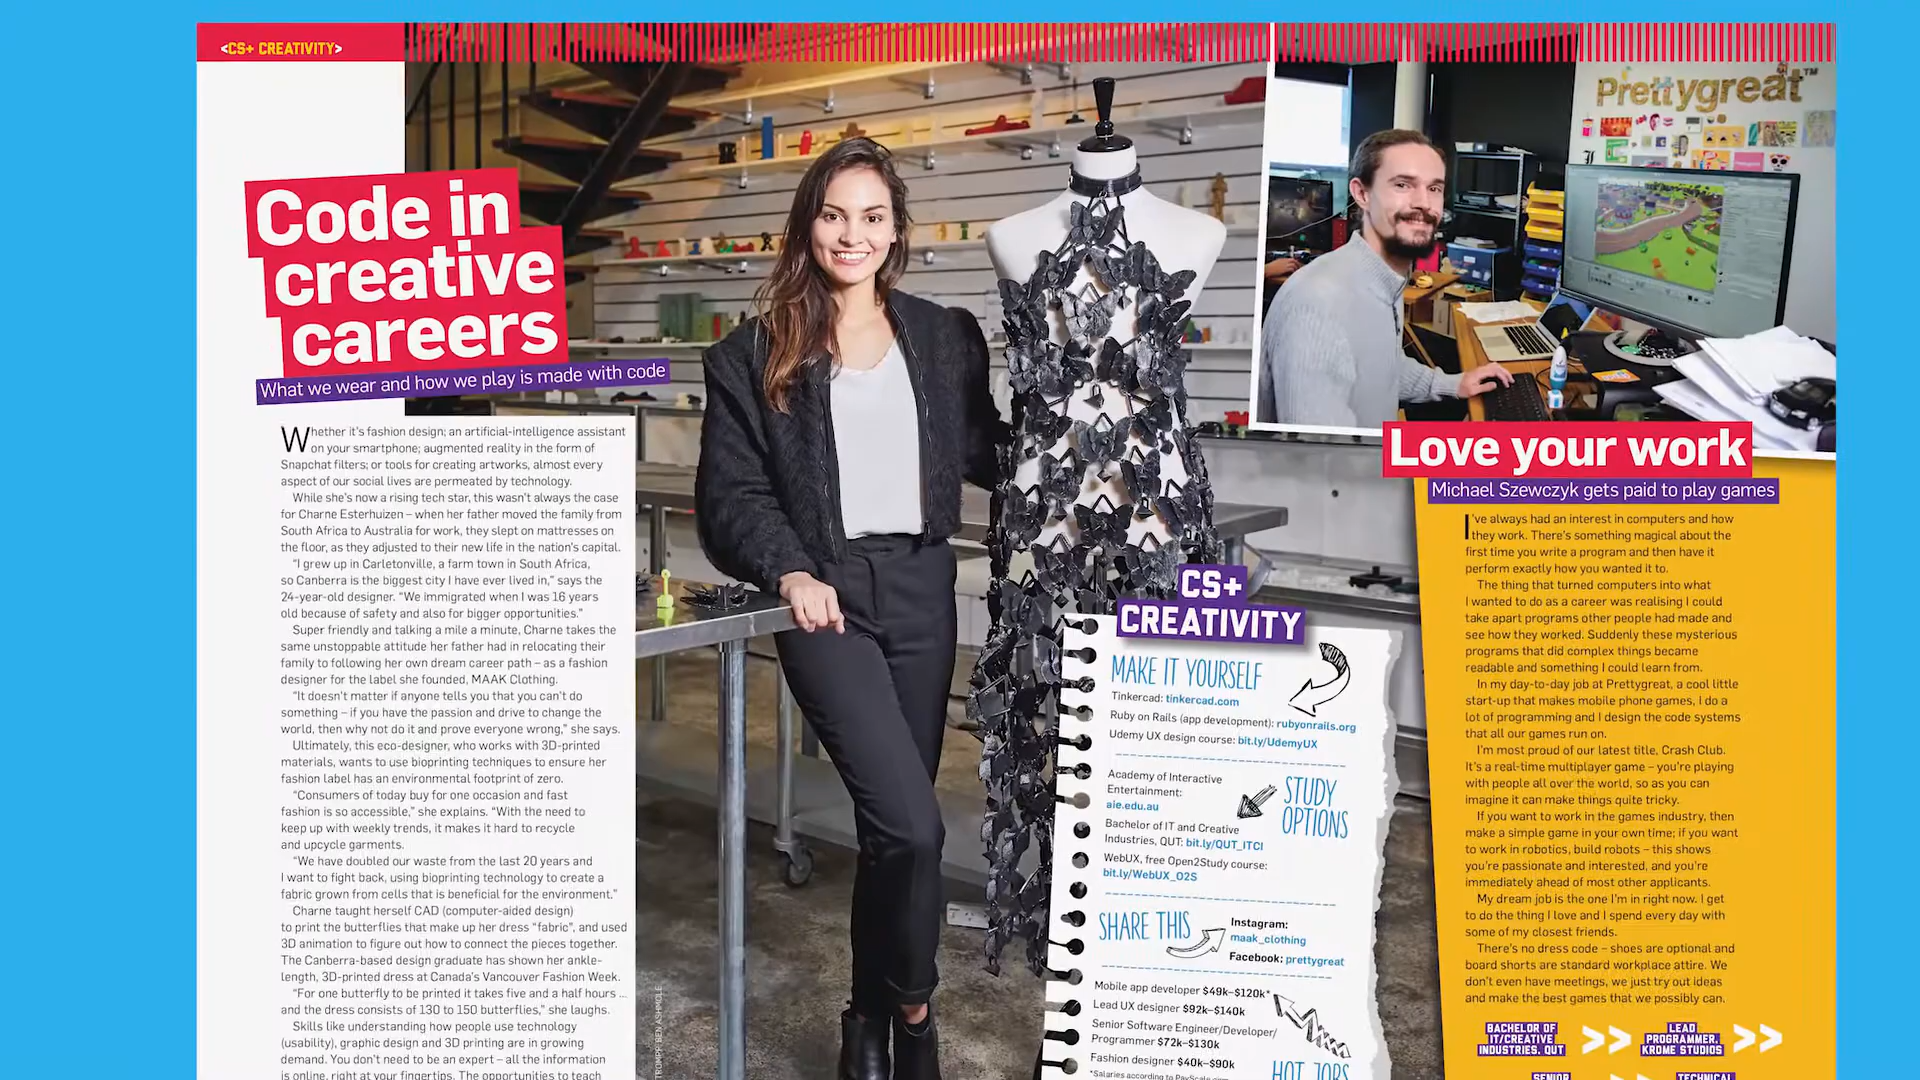 <CS+ CREATIVITY>
Code in
creative
careers
What we wear and how we play is made with code
Whether it's fashion design; an artificial-intelligence assistant
on your smartphone; augmented reality in the form of
Snapchat filters; or tools for creating artworks, almost every
aspect of our social lives are permeated by technology.
While she's now a rising tech star, this wasn't always the case
for Charne Esterhuizen – when her father moved the family from
South Africa to Australia for work, they slept on mattresses on
the floor, as they adjusted to their new life in the nation's capital.
"I grew up in Carletonville, a farm town in South Africa,
so Canberra is the biggest city I have ever lived in," says the
24-year-old designer. "We immigrated when I was 16 years
old because of safety and also for bigger opportunities."
Super friendly and talking a mile a minute, Charne takes the
same unstoppable attitude her father had in relocating their
family to following her own dream career path – as a fashion
designer for the label she founded, MAAK Clothing.
"It doesn't matter if anyone tells you that you can't do
something – if you have the passion and drive to change the
world, then why not do it and prove everyone wrong," she says.
Ultimately, this eco-designer, who works with 3D-printed
materials, wants to use bioprinting techniques to ensure her
fashion label has an environmental footprint of zero.
"Consumers of today buy for one occasion and fast
fashion is so accessible," she explains. "With the need to
keep up with weekly trends, it makes it hard to recycle
and upcycle garments.
"We have doubled our waste from the last 20 years and
I want to fight back, using bioprinting technology to create a
fabric grown from cells that is beneficial for the environment."
Charne taught herself CAD (computer-aided design)
to print the butterflies that make up her dress "fabric", and used
3D animation to figure out how to connect the pieces together.
The Canberra-based design graduate has shown her ankle-
length, 3D-printed dress at Canada's Vancouver Fashion Week.
"For one butterfly to be printed it takes five and a half hours ...
and the dress consists of 130 to 150 butterflies," she laughs.
Skills like understanding how people use technology
(usability), graphic design and 3D printing are in growing
demand. You don't need to be an expert – all the information
is online, right at your fingertips. The opportunities to teach
BEN ASHMOLE
CS+
CREATIVITY
MAKE IT YOURSELF
Tinkercad: tinkercad.com
Ruby on Rails (app development): rubyonrails.org
Udemy UX design course: bit.ly/UdemyUX
STUDY
OPTIONS
Academy of Interactive
Entertainment:
aie.edu.au
Bachelor of IT and Creative
Industries, QUT: bit.ly/QUT_ITCI
WebUX, free Open2Study course:
bit.ly/WebUX_O2S
SHARE THIS
Instagram:
maak_clothing
Facebook: prettygreat
Mobile app developer $49k–$120k*
Lead UX designer $92k–$140k
Senior Software Engineer/Developer/
Programmer $72k–$130k
Fashion designer $40k–$90k
*Salaries according to PayScale
HOT JOBS
Prettygreat™
Love your work
Michael Szewczyk gets paid to play games
I've always had an interest in computers and how
they work. There's something magical about the
first time you write a program and then have it
perform exactly how you wanted it to.
The thing that turned computers into what
I wanted to do as a career was realising I could
take apart programs other people had made and
see how they worked. Suddenly these mysterious
programs that did complex things became
readable and something I could learn from.
In my day-to-day job at Prettygreat, a cool little
start-up that makes mobile phone games, I do a
lot of programming and I design the code systems
that all our games run on.
I'm most proud of our latest title, Crash Club.
It's a real-time multiplayer game – you're playing
with people all over the world, so as you can
imagine it can make things quite tricky.
If you want to work in the games industry, then
make a simple game in your own time; if you want
to work in robotics, build robots – this shows
you're passionate and interested, and you're
immediately ahead of most other applicants.
My dream job is the one I'm in right now. I get
to do the thing I love and I spend every day with
some of my closest friends.
There's no dress code – shoes are optional and
board shorts are standard workplace attire. We
don't even have meetings, we just try out ideas
and make the best games that we possibly can.
BACHELOR OF
IT/CREATIVE
INDUSTRIES, QUT
>>
LEAD
PROGRAMMER,
KROME STUDIOS
>>
SENIOR
TECHNICAL